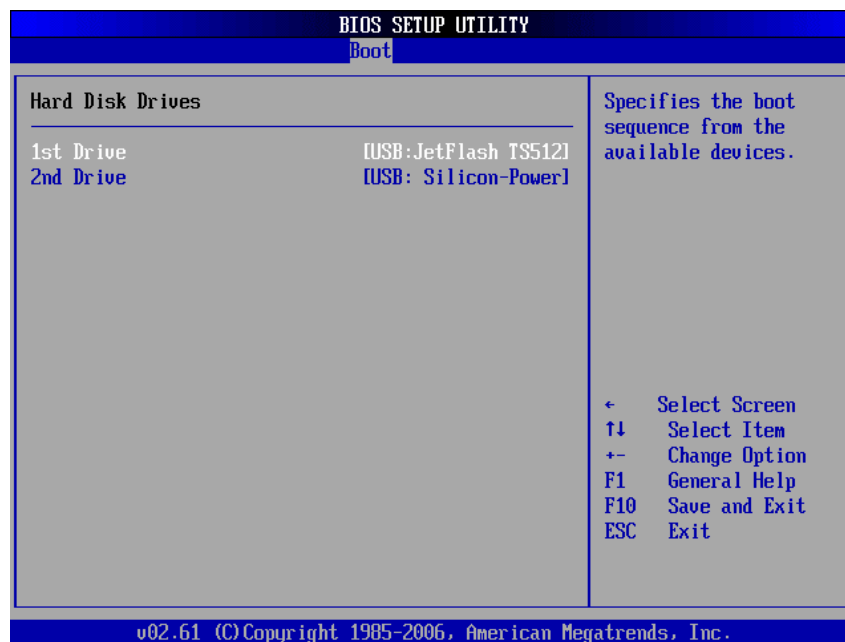 BIOS SETUP UTILITY
Boot
Hard Disk Drives
1st Drive [USB:JetFlash TS512]
2nd Drive [USB: Silicon-Power]
Specifies the boot
sequence from the
available devices.
← Select Screen
↑↓ Select Item
+- Change Option
F1 General Help
F10 Save and Exit
ESC Exit
v02.61 (C)Copyright 1985-2006, American Megatrends, Inc.